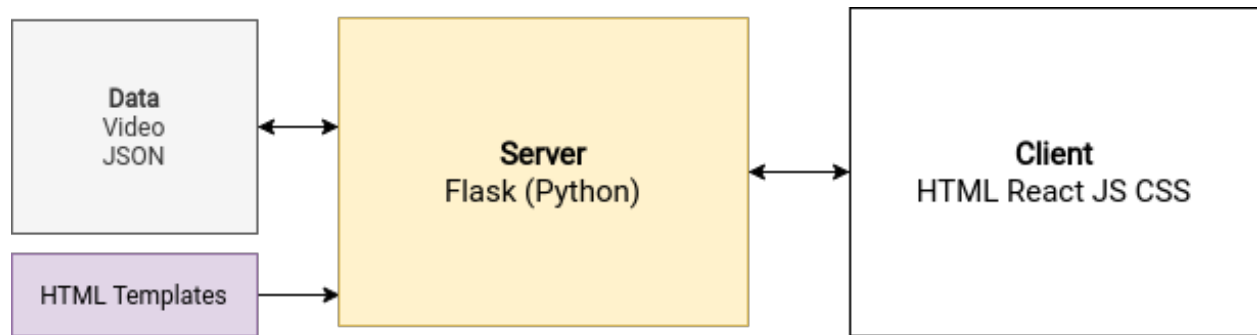 Data
Video
JSON
HTML Templates
Server
Flask (Python)
Client
HTML React JS CSS